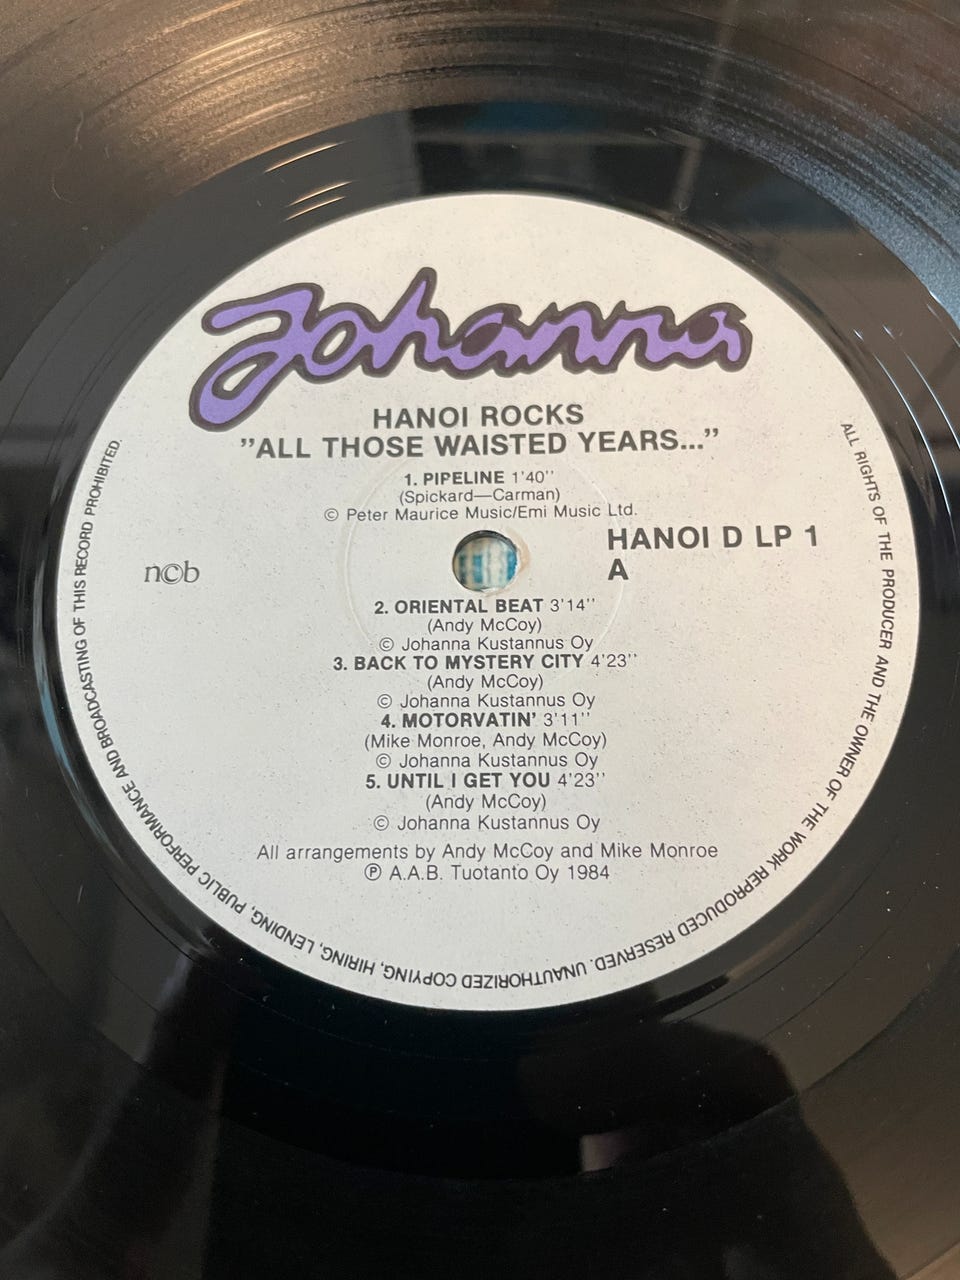 Johanna
HANOI ROCKS
”ALL THOSE WAISTED YEARS...”
1. PIPELINE 1'40''
(Spickard—Carman)
© Peter Maurice Music/Emi Music Ltd.
HANOI D LP 1
A
n©b
2. ORIENTAL BEAT 3'14''
(Andy McCoy)
© Johanna Kustannus Oy
3. BACK TO MYSTERY CITY 4'23''
(Andy McCoy)
© Johanna Kustannus Oy
4. MOTORVATIN' 3'11''
(Mike Monroe, Andy McCoy)
© Johanna Kustannus Oy
5. UNTIL I GET YOU 4'23''
(Andy McCoy)
© Johanna Kustannus Oy
All arrangements by Andy McCoy and Mike Monroe
℗ A.A.B. Tuotanto Oy 1984
ALL RIGHTS OF THE PRODUCER AND THE OWNER OF THE WORK REPRODUCED RESERVED. UNAUTHORIZED COPYING, HIRING, LENDING, PUBLIC PERFORMANCE AND BROADCASTING OF THIS RECORD PROHIBITED.